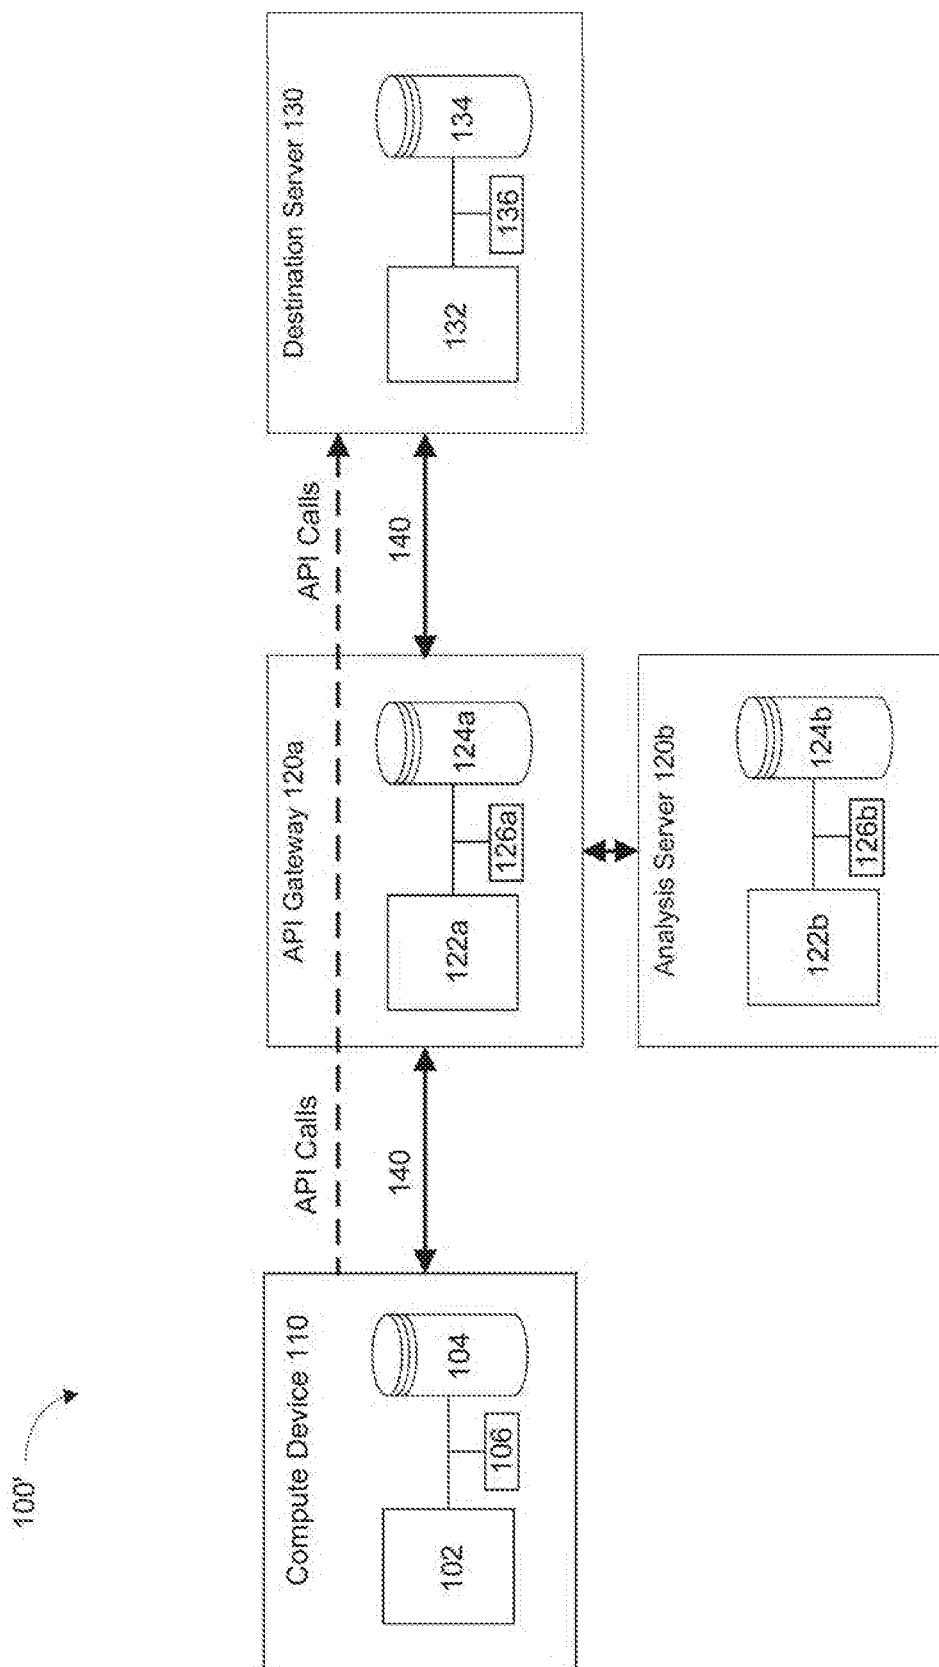 100'
Compute Device 110
102
106
104
API Calls
140
API Gateway 120a
122a
126a
124a
API Calls
140
Destination Server 130
132
136
134
Analysis Server 120b
122b
126b
124b